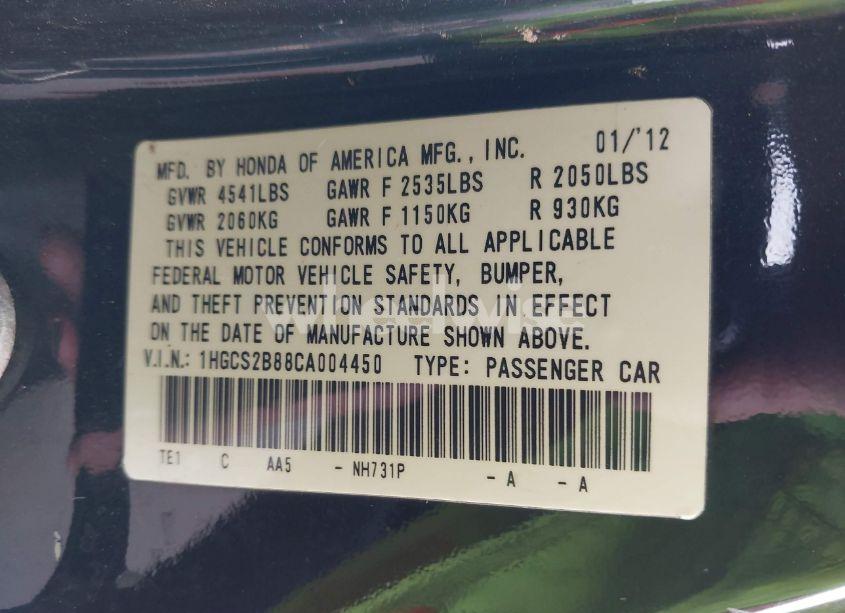 MFD. BY HONDA OF AMERICA MFG., INC. 01/'12
GVWR 4541LBS GAWR F 2535LBS R 2050LBS
GVWR 2060KG GAWR F 1150KG R 930KG
THIS VEHICLE CONFORMS TO ALL APPLICABLE
FEDERAL MOTOR VEHICLE SAFETY, BUMPER,
AND THEFT PREVENTION STANDARDS IN EFFECT
ON THE DATE OF MANUFACTURE SHOWN ABOVE.
V.I.N.: 1HGCS2B88CA004450 TYPE: PASSENGER CAR
TE1 C AA5 - NH731P - A - A